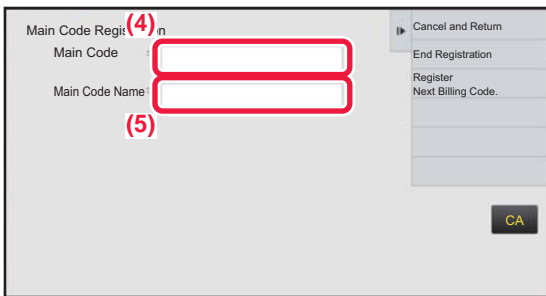 Main Code Registration
(4)
Main Code :
Main Code Name :
(5)
Cancel and Return
End Registration
Register
Next Billing Code.
CA